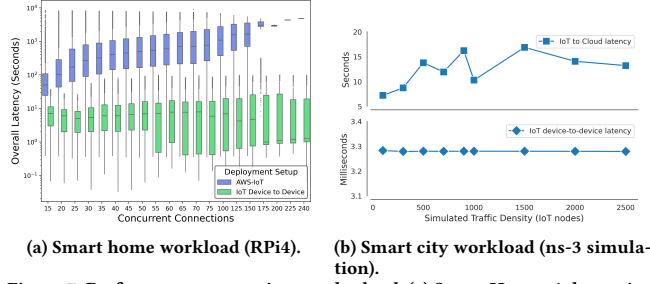 Overall Latency (Seconds)
10⁴
10³
10²
10¹
10⁰
10⁻¹
Deployment Setup
AWS-IoT
IoT Device to Device
15 20 25 30 35 40 45 50 55 60 65 70 75 100 125 150 175 200 225 240
Concurrent Connections
(a) Smart home workload (RPi4).
Seconds
20
15
10
5
IoT to Cloud latency
Milliseconds
3.4
3.3
3.2
3.1
IoT device-to-device latency
0 500 1000 1500 2000 2500
Simulated Traffic Density (IoT nodes)
(b) Smart city workload (ns-3 simula-
tion).